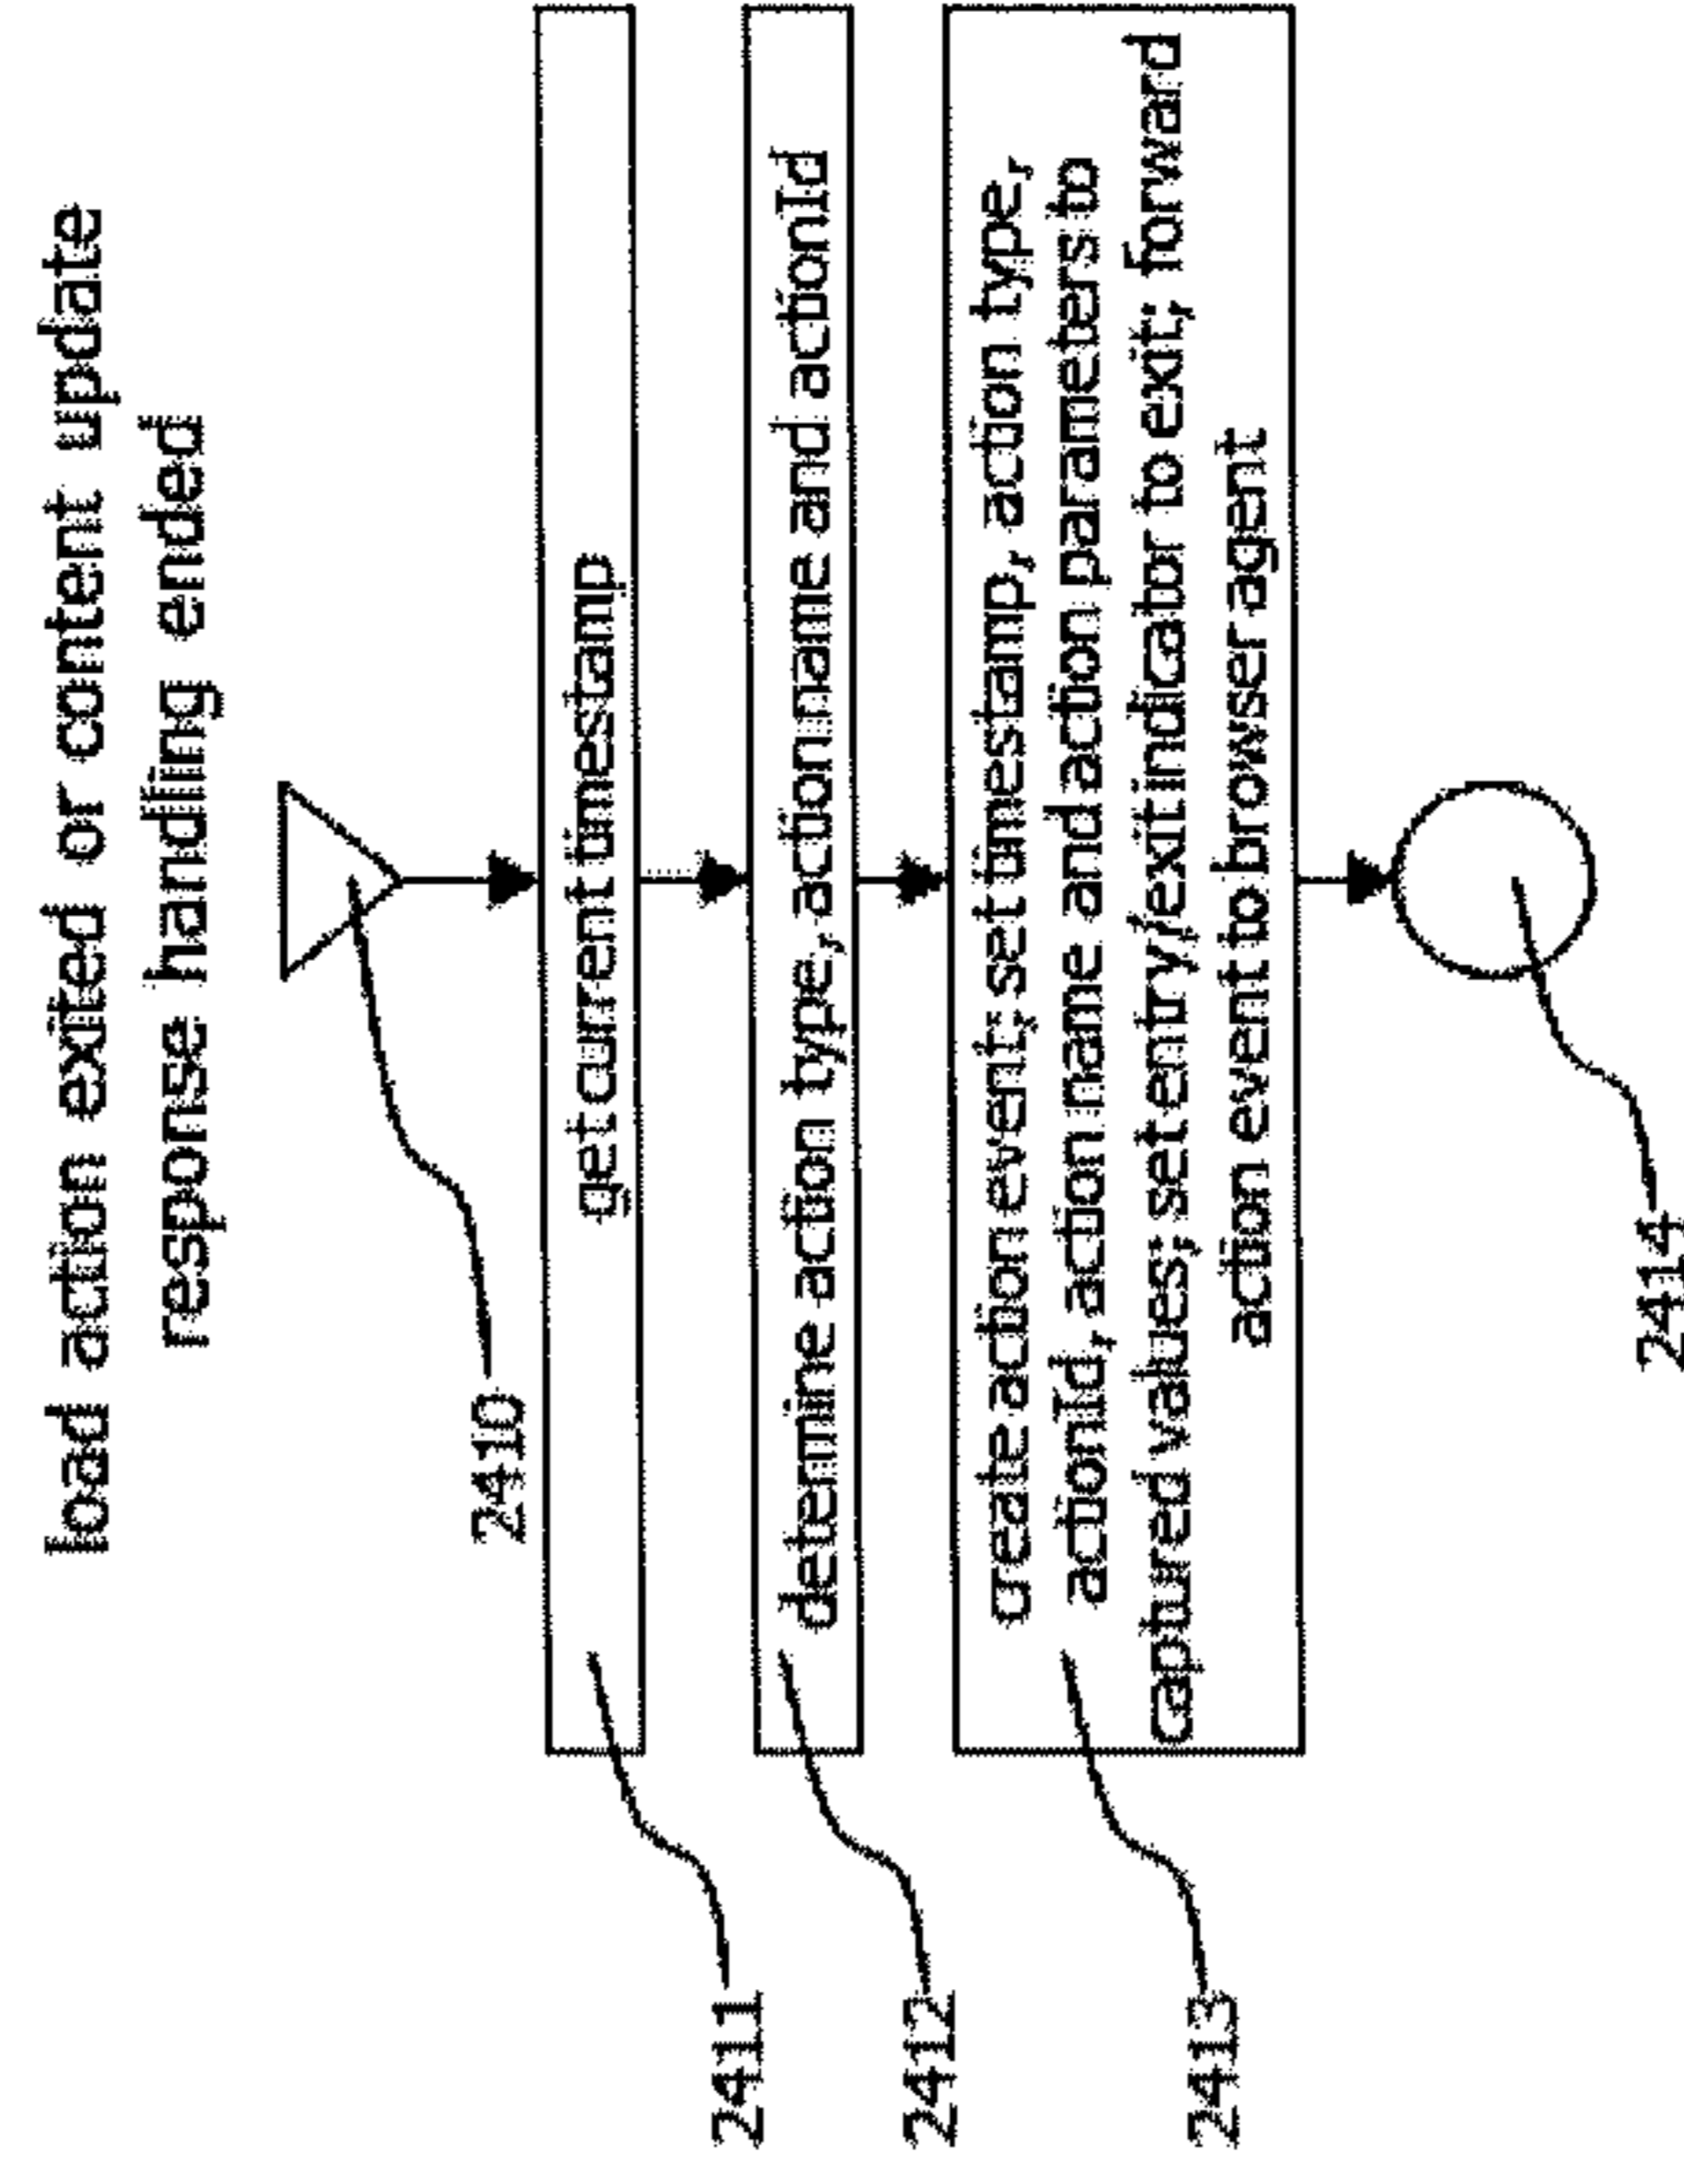 load action exited or content update
response handling ended
2410
get current timestamp
2411
determine action type, action name and actionId
2412
create action event; set timestamp, action type,
actionId, action name and action parameters to
captured values; set entry/exit indicator to exit; forward
action event to browser agent
2413
2414